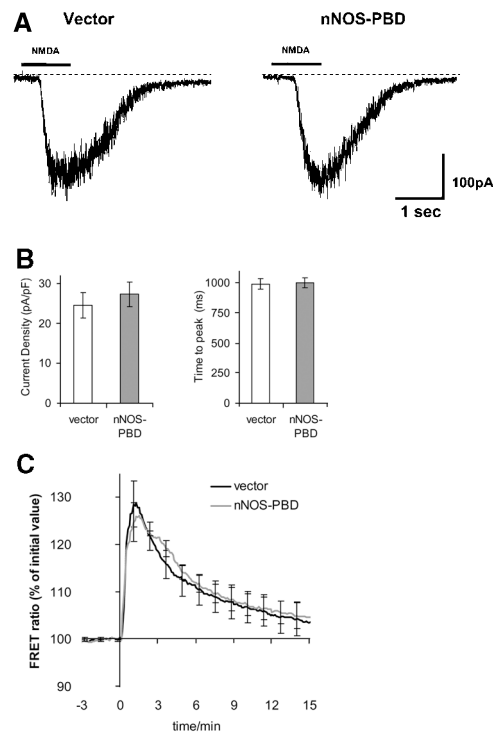 A
Vector
nNOS-PBD
NMDA
NMDA
100pA
1 sec
B
Current Density (pA/pF)
30
20
10
0
vector
nNOS-
PBD
Time to peak (ms)
1000
750
500
250
0
vector
nNOS-
PBD
C
FRET ratio (% of initial value)
130
120
110
100
90
vector
nNOS-PBD
-3
0
3
6
9
12
15
time/min